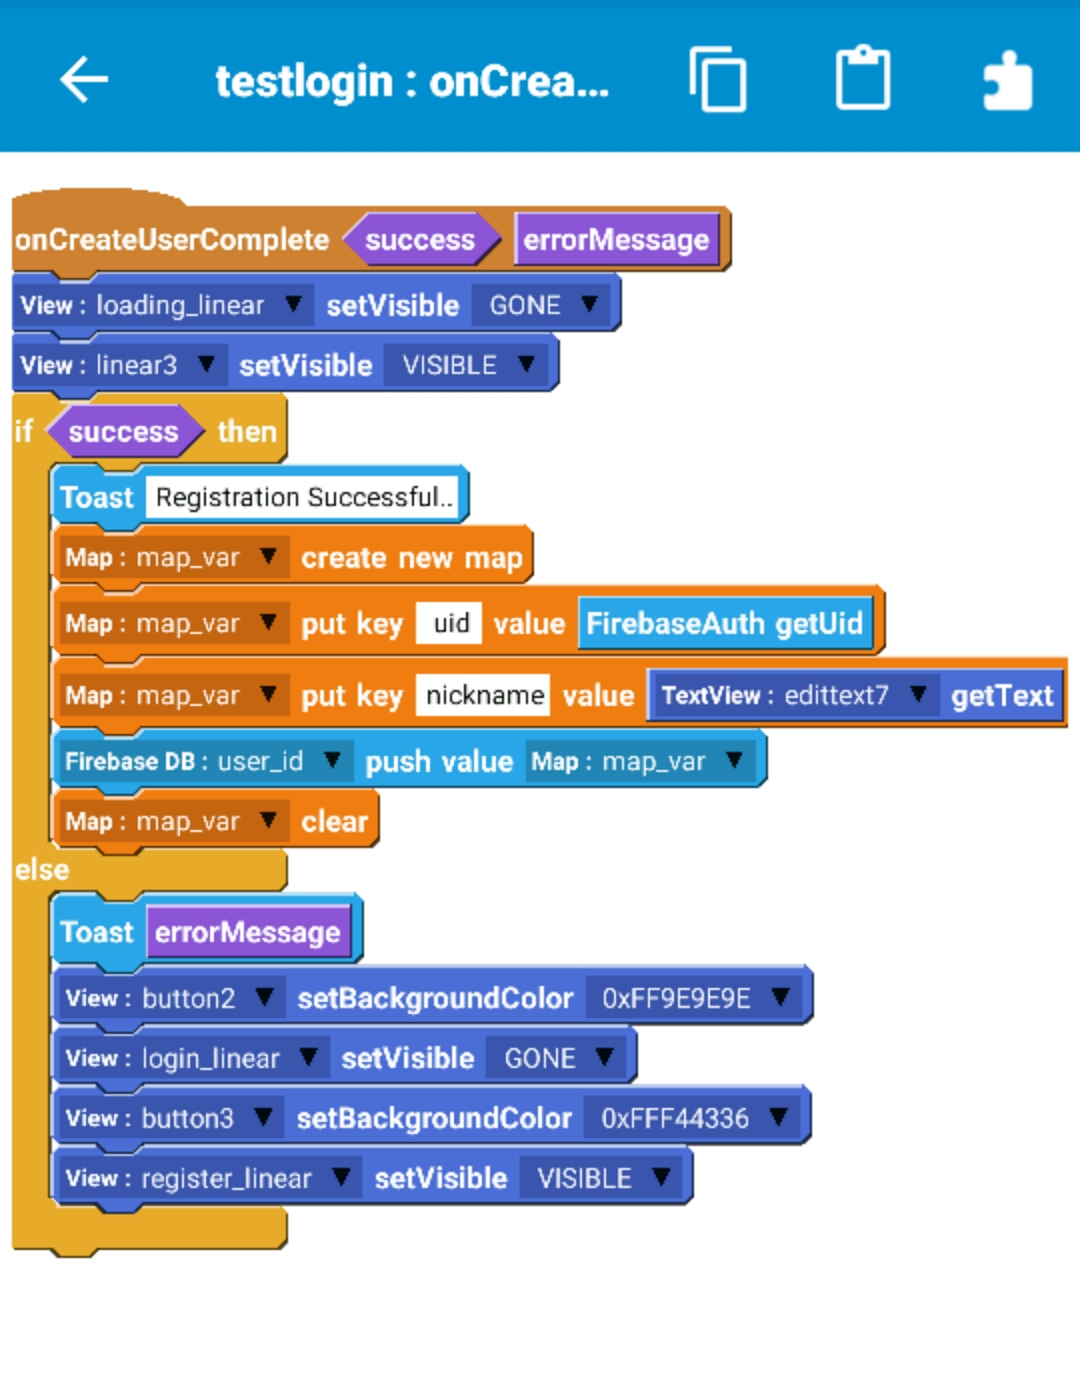 testlogin : onCrea...
onCreateUserComplete success errorMessage
View : loading_linear setVisible GONE
View : linear3 setVisible VISIBLE
if success then
Toast Registration Successful..
Map : map_var create new map
Map : map_var put key uid value FirebaseAuth getUid
Map : map_var put key nickname value TextView : edittext7 getText
Firebase DB : user_id push value Map : map_var
Map : map_var clear
else
Toast errorMessage
View : button2 setBackgroundColor 0xFF9E9E9E
View : login_linear setVisible GONE
View : button3 setBackgroundColor 0xFFF44336
View : register_linear setVisible VISIBLE